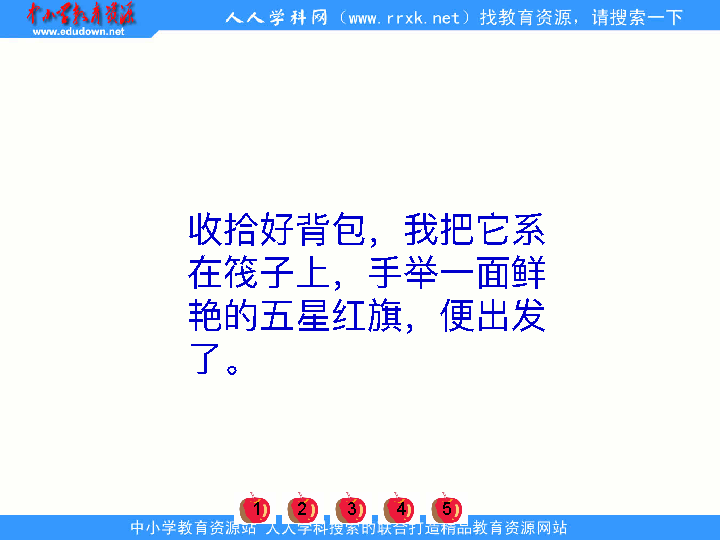 中小学教育资源
www.edudown.net
人人学科网（www.rrxk.net）找教育资源，请搜索一下
收拾好背包，我把它系
在筏子上，手举一面鲜
艳的五星红旗，便出发
了。
1 2 3 4 5
中小学教育资源站 人人学科搜索的联合打造精品教育资源网站